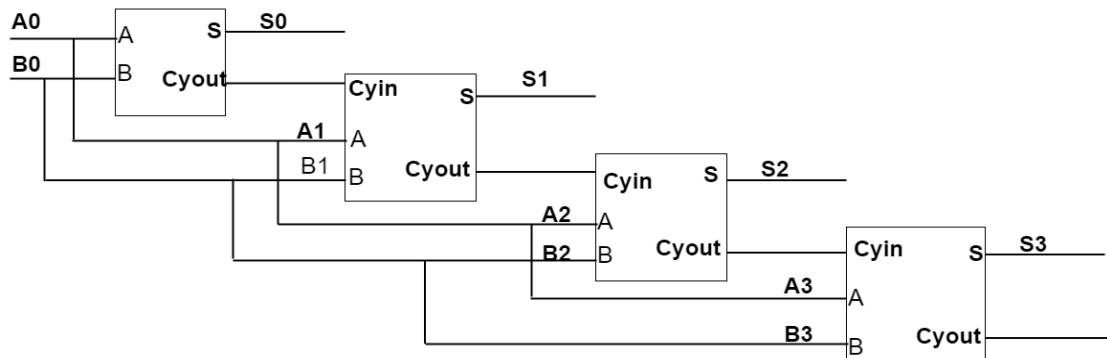 A0 A S S0
B0 B Cyout Cyin S S1
A1 A
B1 B Cyout Cyin S S2
A2 A
B2 B Cyout Cyin S S3
A3 A
B3 B Cyout